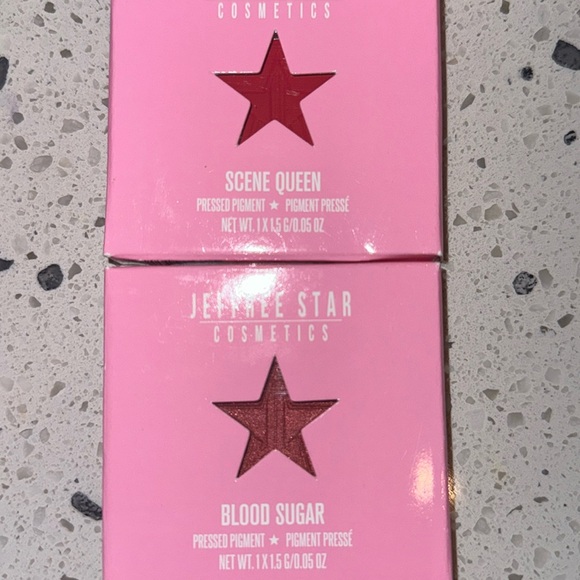 COSMETICS
SCENE QUEEN
PRESSED PIGMENT ★ PIGMENT PRESSÉ
NET WT. 1 X 1.5 G/0.05 OZ
JEFFREE STAR
COSMETICS
BLOOD SUGAR
PRESSED PIGMENT ★ PIGMENT PRESSÉ
NET WT. 1 X 1.5 G/0.05 OZ